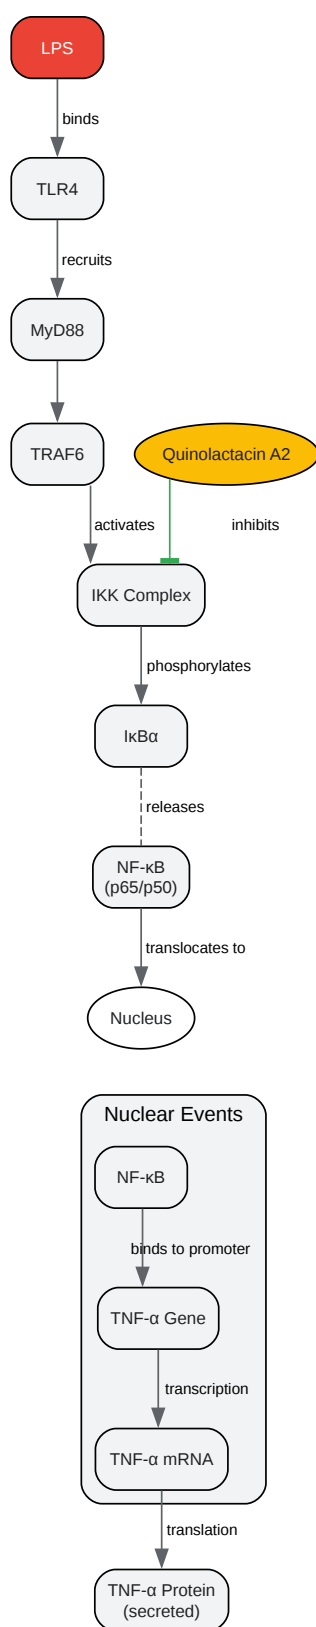 LPS
binds
TLR4
recruits
MyD88
TRAF6
Quinolactacin A2
activates
inhibits
IKK Complex
phosphorylates
IκBα
releases
NF-κB
(p65/p50)
translocates to
Nucleus
Nuclear Events
NF-κB
binds to promoter
TNF-α Gene
transcription
TNF-α mRNA
translation
TNF-α Protein
(secreted)